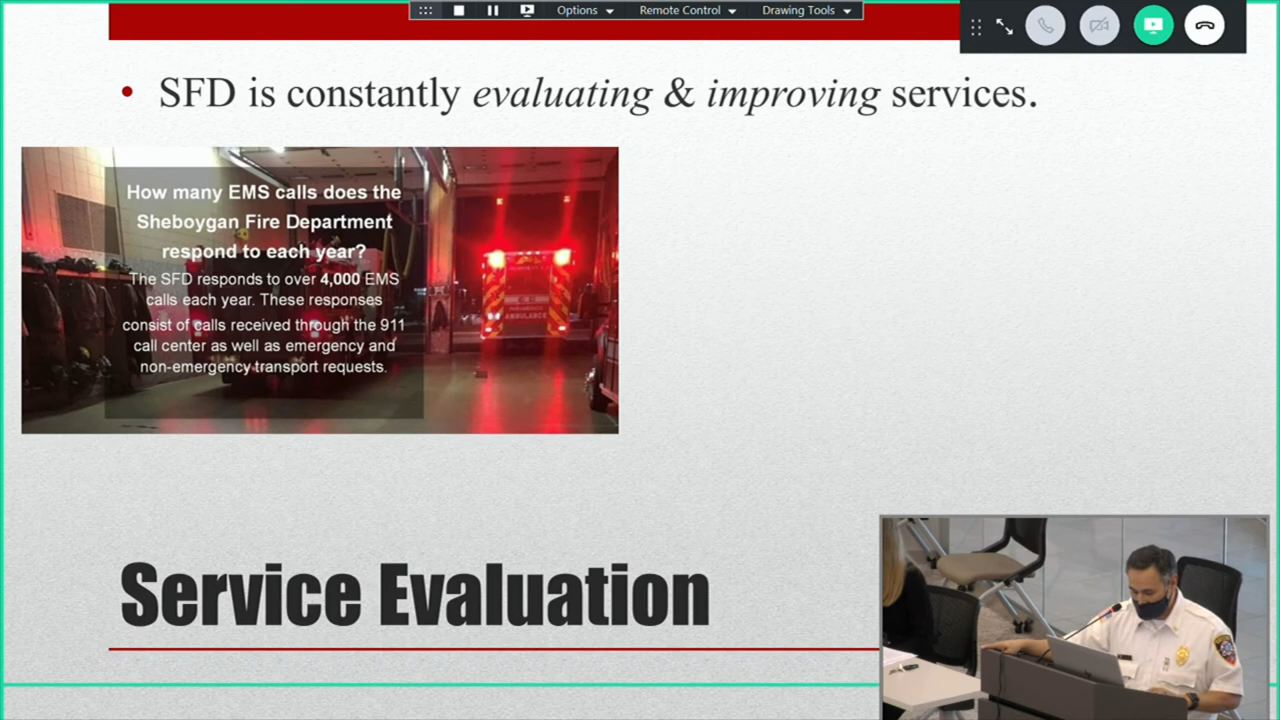 Options Remote Control Drawing Tools
• SFD is constantly evaluating & improving services.
How many EMS calls does the
Sheboygan Fire Department
respond to each year?
The SFD responds to over 4,000 EMS
calls each year. These responses
consist of calls received through the 911
call center as well as emergency and
non-emergency transport requests.
AMBULANCE
Service Evaluation